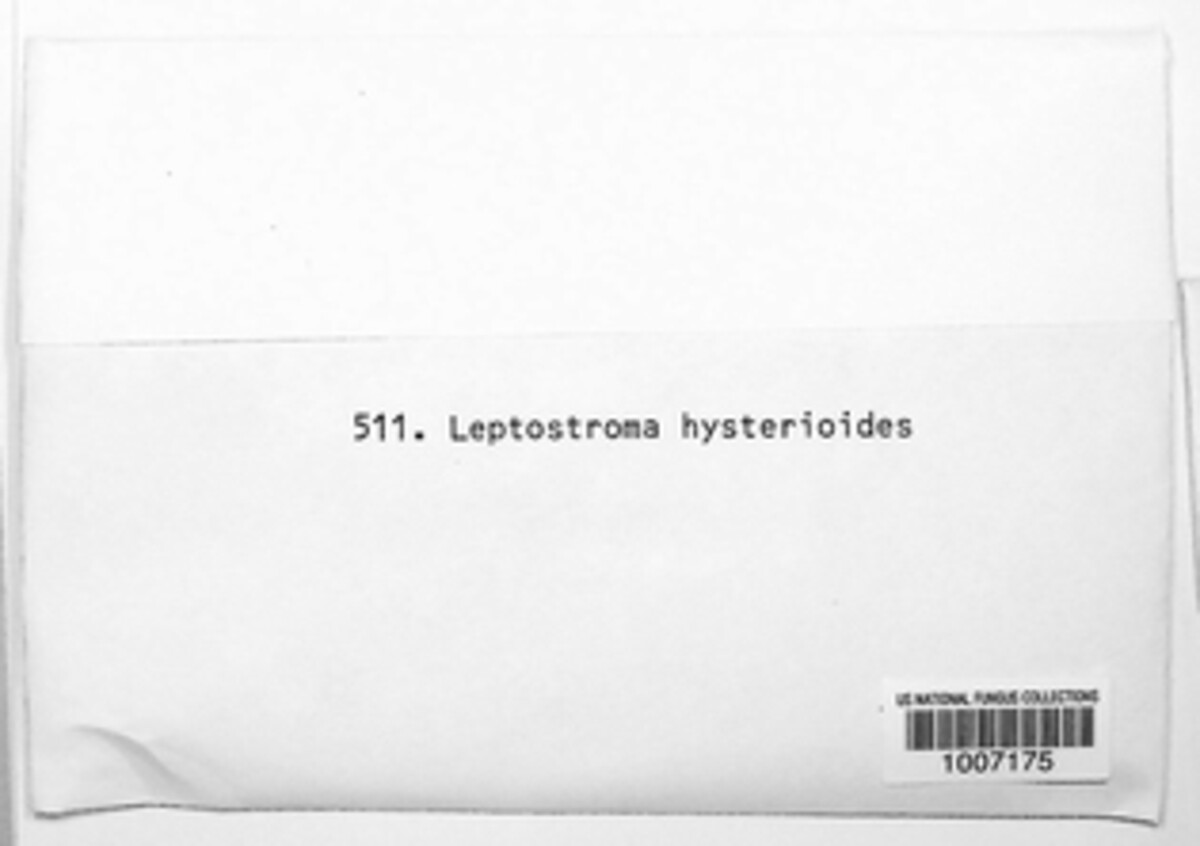 511. Leptostroma hysterioides
US NATIONAL FUNGUS COLLECTIONS
1007175